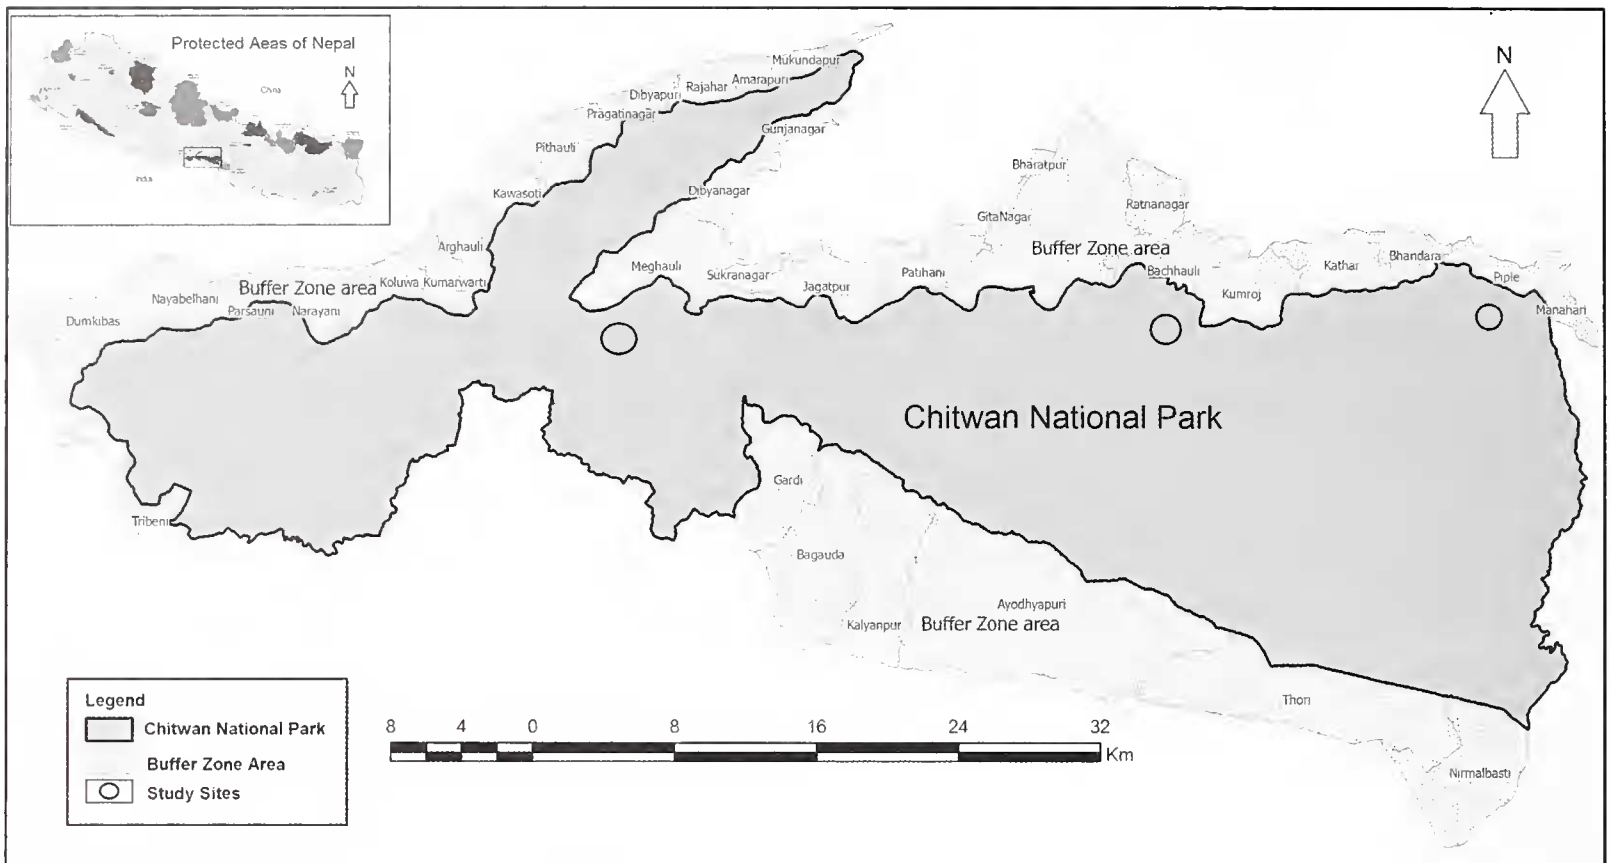 Protected Aeas of Nepal
N
China
India
N
Mukundapur
Amarapuri
Rajahar
Dibyapuri
Pragatinagar
Gunjanagar
Pithauli
Kawasoti
Dibyanagar
Bharatpur
Ratnanagar
GitaNagar
Arghauli
Buffer Zone area
Meghauli
Sukranagar
Patihani
Bachhauli
Kathar
Bhandara
Piple
Koluwa Kumarwarti
Buffer Zone area
Jagatpur
Kumroj
Nayabelhani
Parsauni
Narayani
Manahari
Dumkibas
Chitwan National Park
Gardi
Tribeni
Bagauda
Ayodhyapuri
Kalyanpur
Buffer Zone area
Thori
Nirmalbasti
Legend
Chitwan National Park
Buffer Zone Area
Study Sites
8 4 0 8 16 24 32
Km